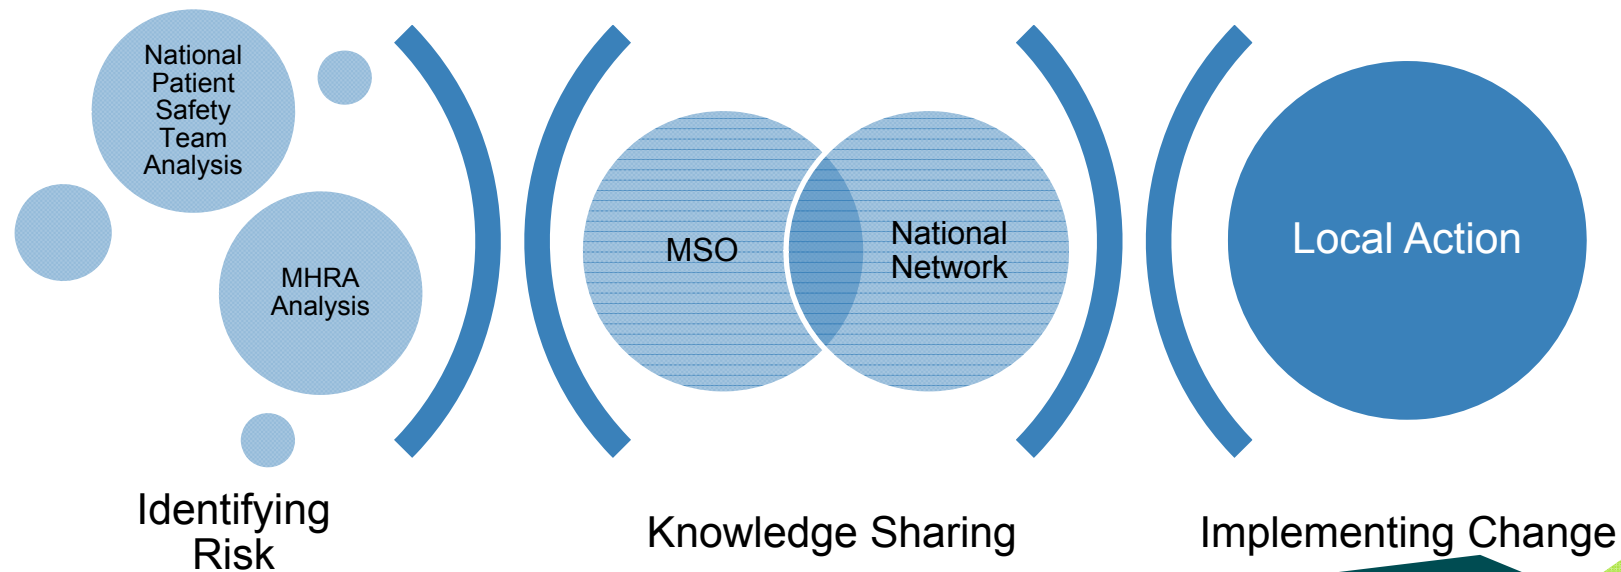 National
Patient
Safety
Team
Analysis
MHRA
Analysis
Identifying
Risk
MSO
National
Network
Knowledge Sharing
Local Action
Implementing Change